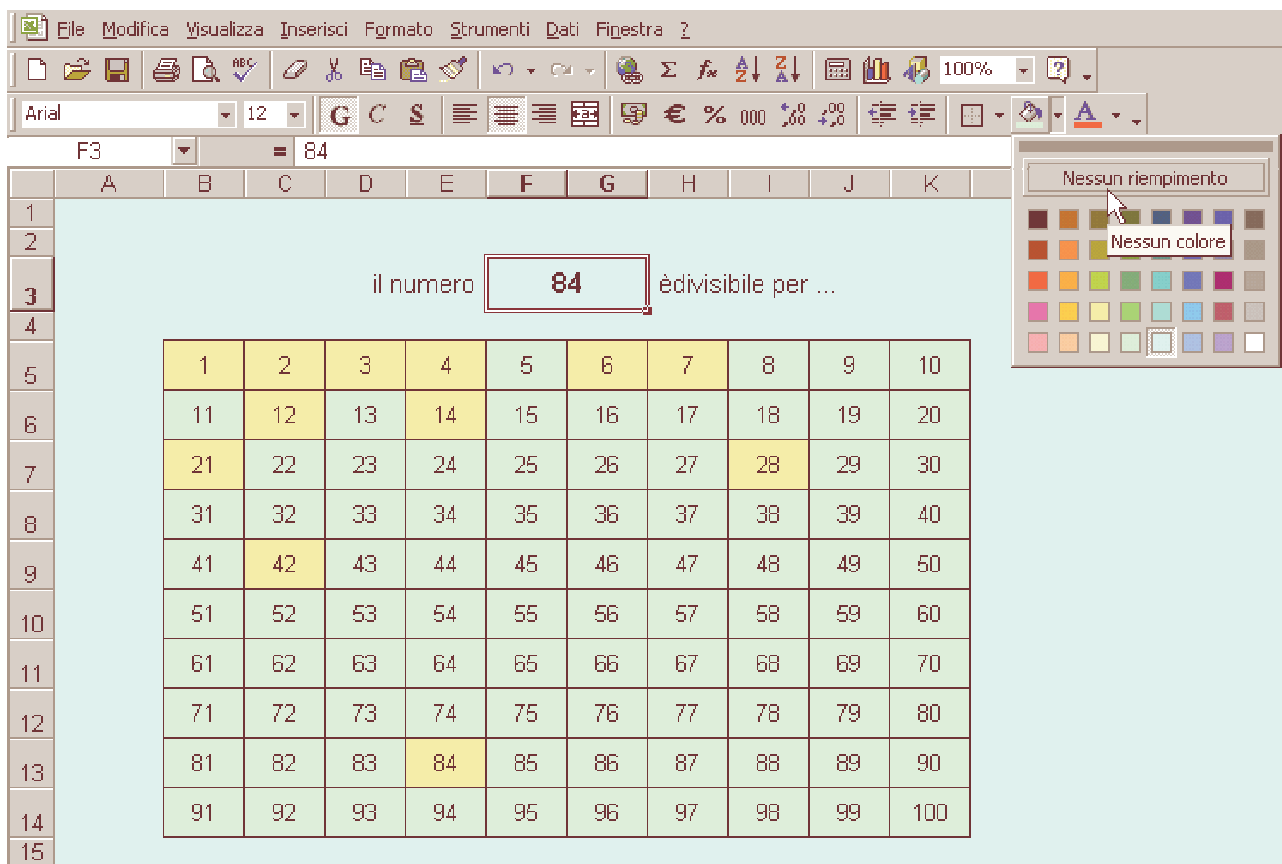 File Modifica Visualizza Inserisci Formato Strumenti Dati Finestra ?
ABC Σ fx A Z Z A 100% ?
Arial 12 G C S a € % 000 ,00 A
F3 = 84
Nessun riempimento
Nessun colore
A B C D E F G H I J K
1
2
3 il numero 84 èdivisibile per ...
4
5 1 2 3 4 5 6 7 8 9 10
6 11 12 13 14 15 16 17 18 19 20
7 21 22 23 24 25 26 27 28 29 30
8 31 32 33 34 35 36 37 38 39 40
9 41 42 43 44 45 46 47 48 49 50
10 51 52 53 54 55 56 57 58 59 60
11 61 62 63 64 65 66 67 68 69 70
12 71 72 73 74 75 76 77 78 79 80
13 81 82 83 84 85 86 87 88 89 90
14 91 92 93 94 95 96 97 98 99 100
15